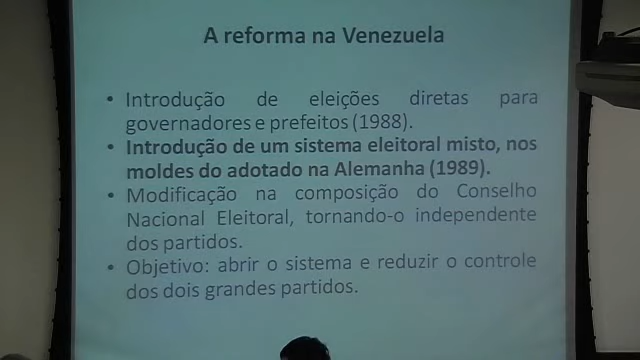 A reforma na Venezuela
• Introdução de eleições diretas para
governadores e prefeitos (1988).
• Introdução de um sistema eleitoral misto, nos
moldes do adotado na Alemanha (1989).
• Modificação na composição do Conselho
Nacional Eleitoral, tornando-o independente
dos partidos.
• Objetivo: abrir o sistema e reduzir o controle
dos dois grandes partidos.